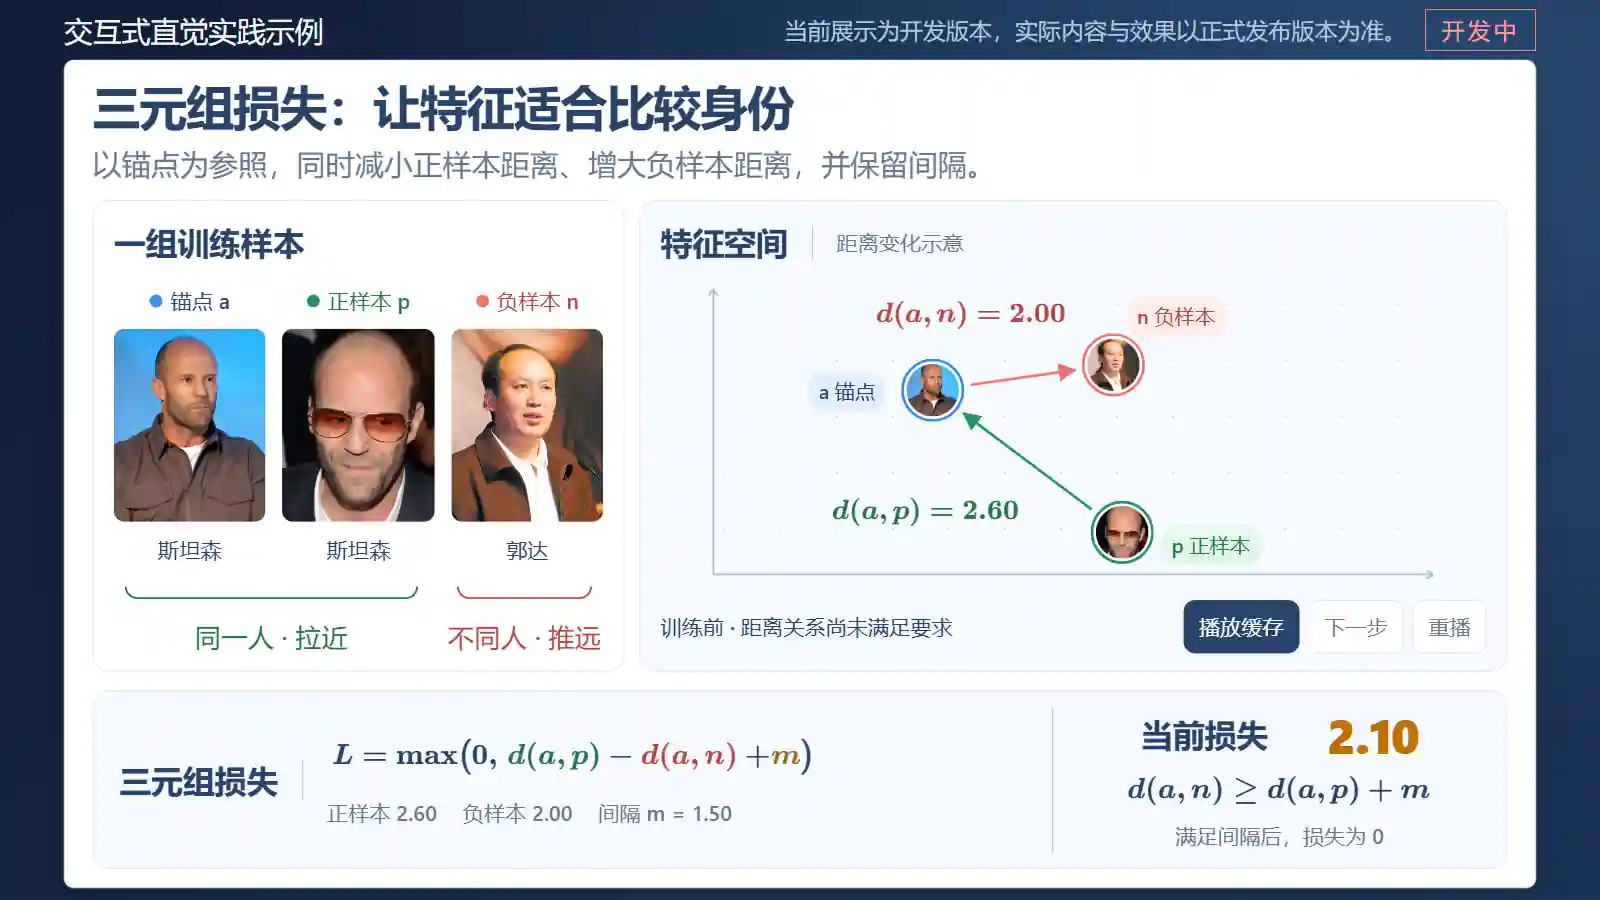 交互式直觉实践示例
当前展示为开发版本，实际内容与效果以正式发布版本为准。
开发中
三元组损失：让特征适合比较身份
以锚点为参照，同时减小正样本距离、增大负样本距离，并保留间隔。
一组训练样本
锚点 a
正样本 p
负样本 n
斯坦森
斯坦森
郭达
同一人 · 拉近
不同人 · 推远
特征空间
距离变化示意
d(a, n) = 2.00
n 负样本
a 锚点
d(a, p) = 2.60
p 正样本
训练前 · 距离关系尚未满足要求
播放缓存
下一步
重播
三元组损失
L = max(0, d(a, p) − d(a, n) +m)
正样本 2.60 负样本 2.00 间隔 m = 1.50
当前损失 2.10
d(a, n) ≥ d(a, p) + m
满足间隔后，损失为 0